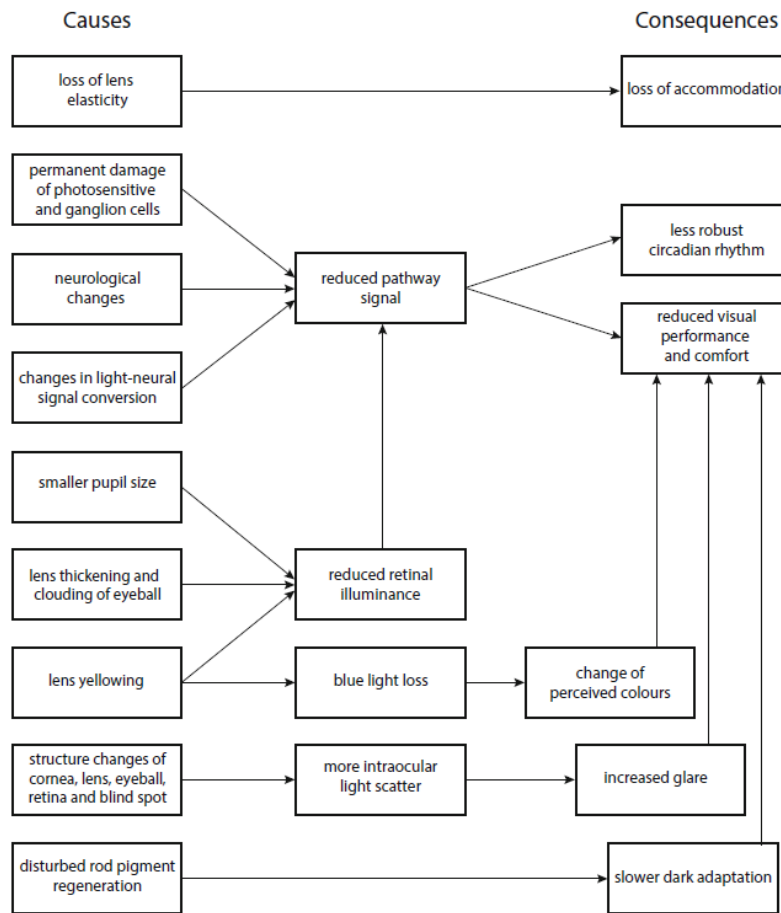 Causes
Consequences
loss of lens
elasticity
loss of accommodation
permanent damage
of photosensitive
and ganglion cells
less robust
circadian rhythm
neurological
changes
reduced pathway
signal
reduced visual
performance
and comfort
changes in light-neural
signal conversion
smaller pupil size
lens thickening and
clouding of eyeball
reduced retinal
illuminance
lens yellowing
blue light loss
change of
perceived colours
structure changes of
cornea, lens, eyeball,
retina and blind spot
more intraocular
light scatter
increased glare
disturbed rod pigment
regeneration
slower dark adaptation